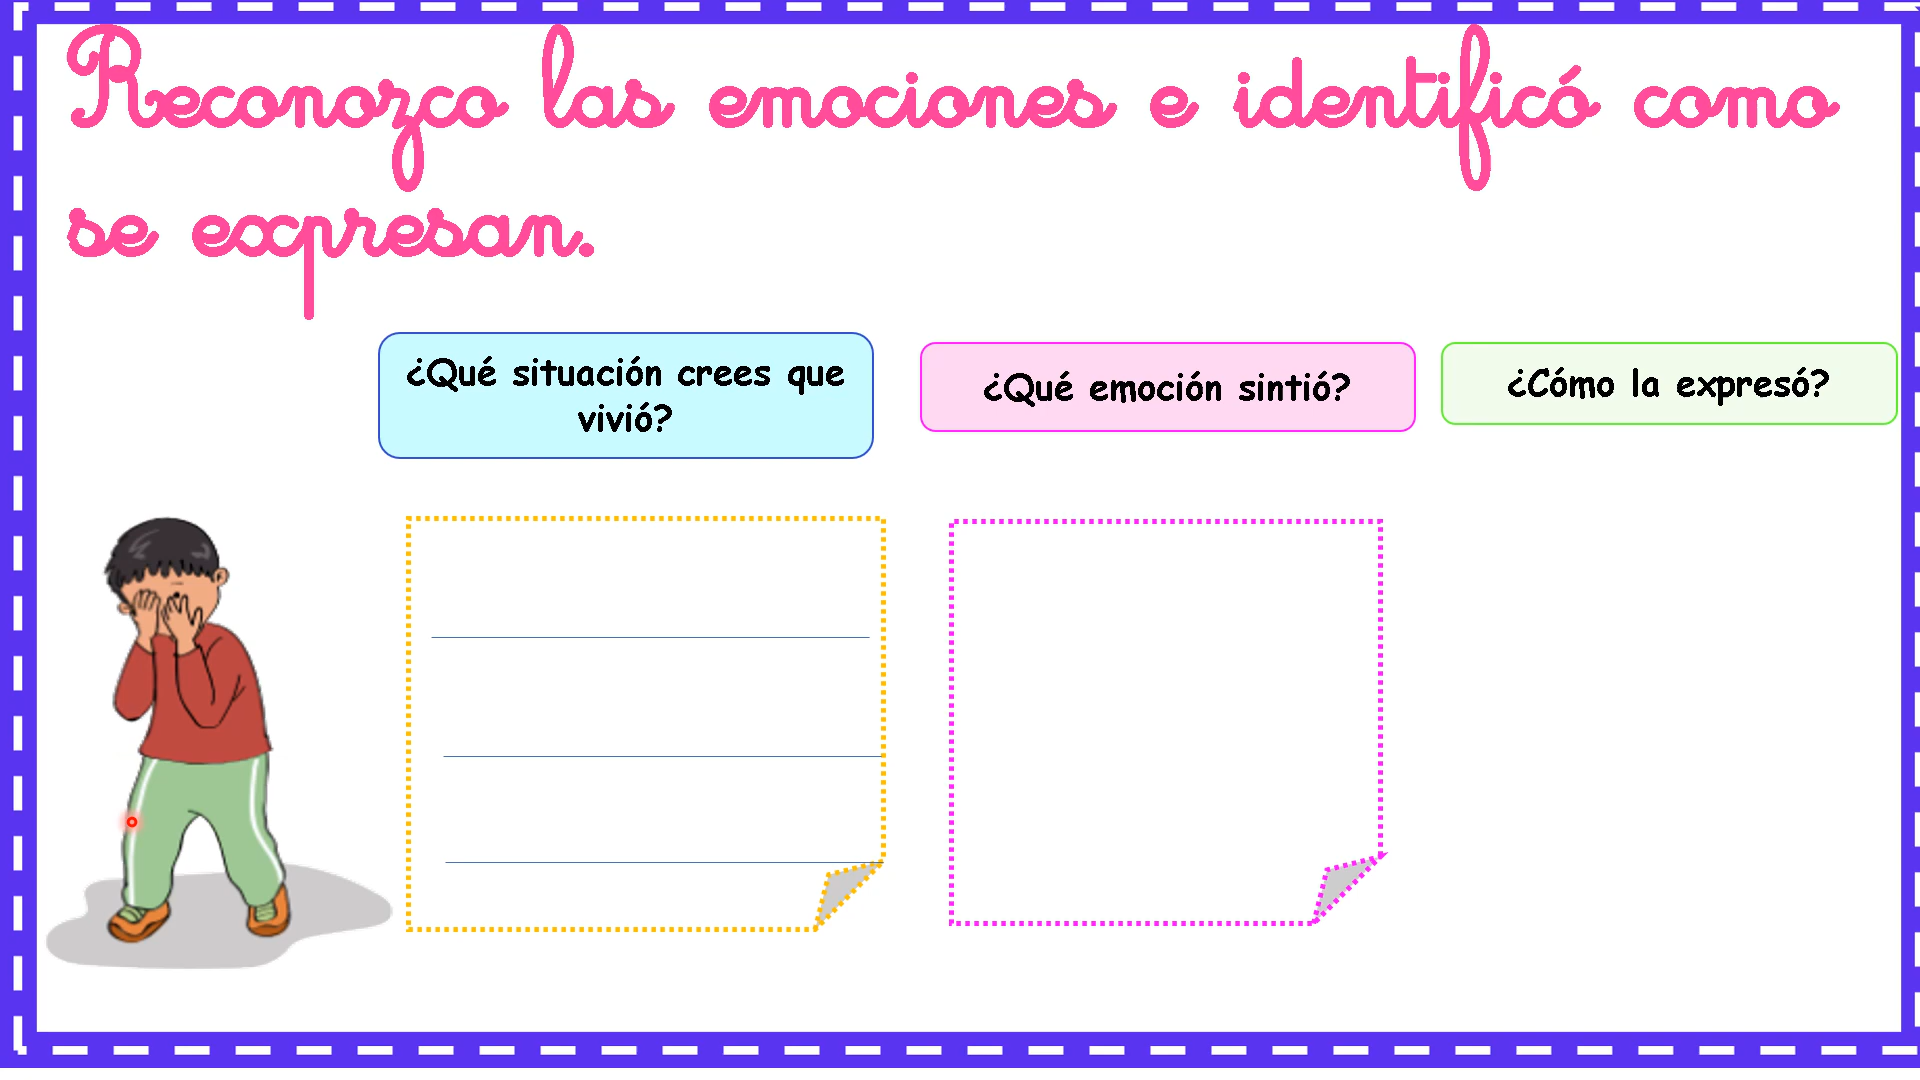 Reconozco las emociones e identificó como
se expresan.
¿Qué situación crees que
vivió?
¿Qué emoción sintió?
¿Cómo la expresó?